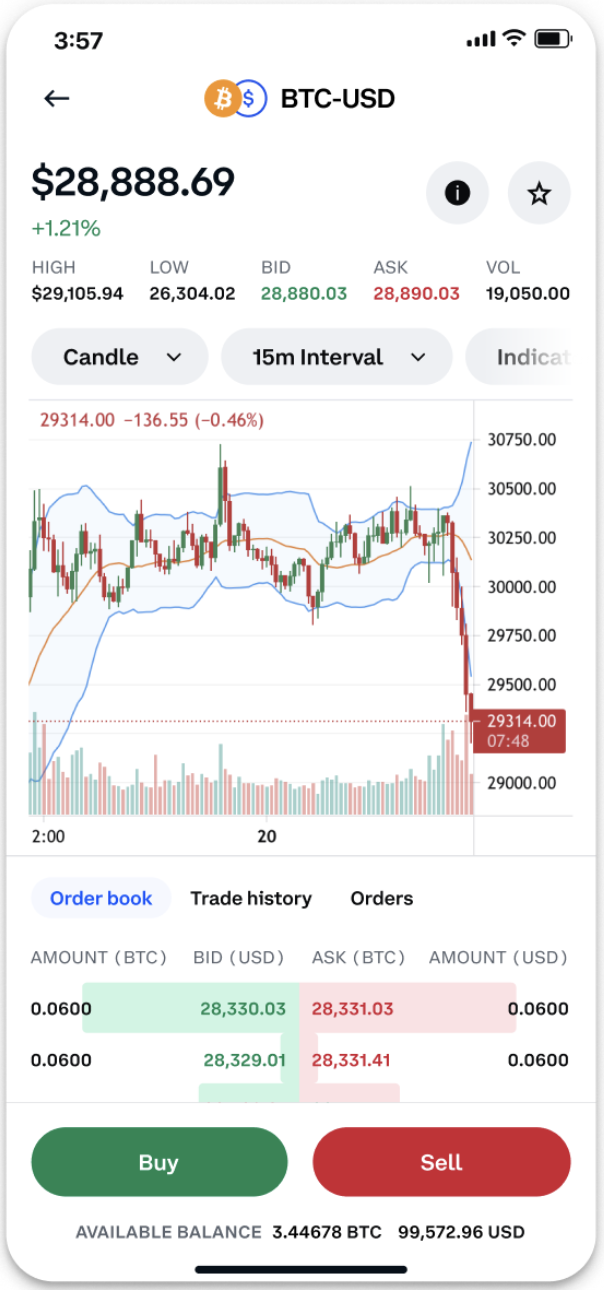 3:57
BTC-USD
$28,888.69
+1.21%
HIGH LOW BID ASK VOL
$29,105.94 26,304.02 28,880.03 28,890.03 19,050.00
Candle 15m Interval Indicat
29314.00 −136.55 (−0.46%)
30750.00
30500.00
30250.00
30000.00
29750.00
29500.00
29314.00
07:48
29000.00
2:00 20
Order book Trade history Orders
AMOUNT (BTC) BID (USD) ASK (BTC) AMOUNT (USD)
0.0600 28,330.03 28,331.03 0.0600
0.0600 28,329.01 28,331.41 0.0600
Buy Sell
AVAILABLE BALANCE 3.44678 BTC 99,572.96 USD